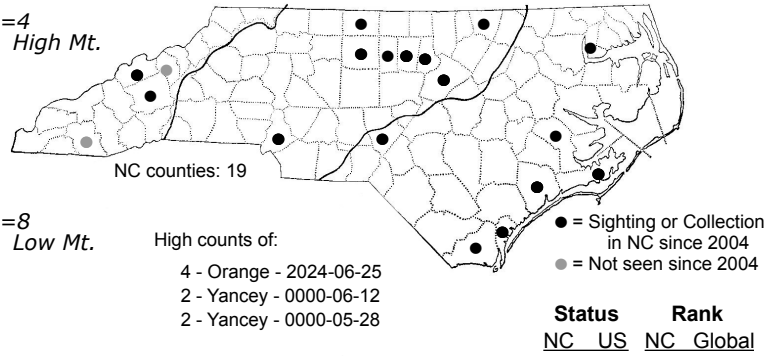 =4
High Mt.
NC counties: 19
=8
Low Mt.
High counts of:
4 - Orange - 2024-06-25
2 - Yancey - 0000-06-12
2 - Yancey - 0000-05-28
● = Sighting or Collection
in NC since 2004
● = Not seen since 2004
Status Rank
NC US NC Global